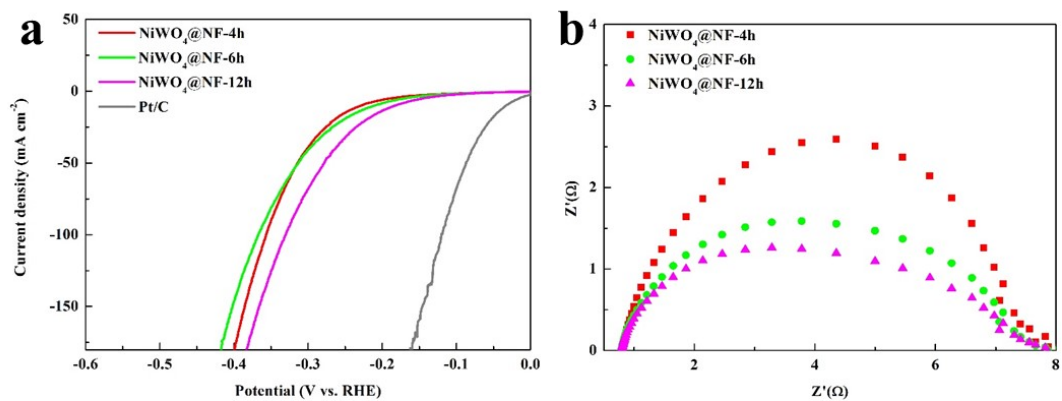 a
NiWO4@NF-4h
NiWO4@NF-6h
NiWO4@NF-12h
Pt/C
Current density (mA cm-2)
50
0
-50
-100
-150
-0.6 -0.5 -0.4 -0.3 -0.2 -0.1 0.0
Potential (V vs. RHE)
b
NiWO4@NF-4h
NiWO4@NF-6h
NiWO4@NF-12h
Z'(Ω)
4
3
2
1
0
2 4 6 8
Z'(Ω)